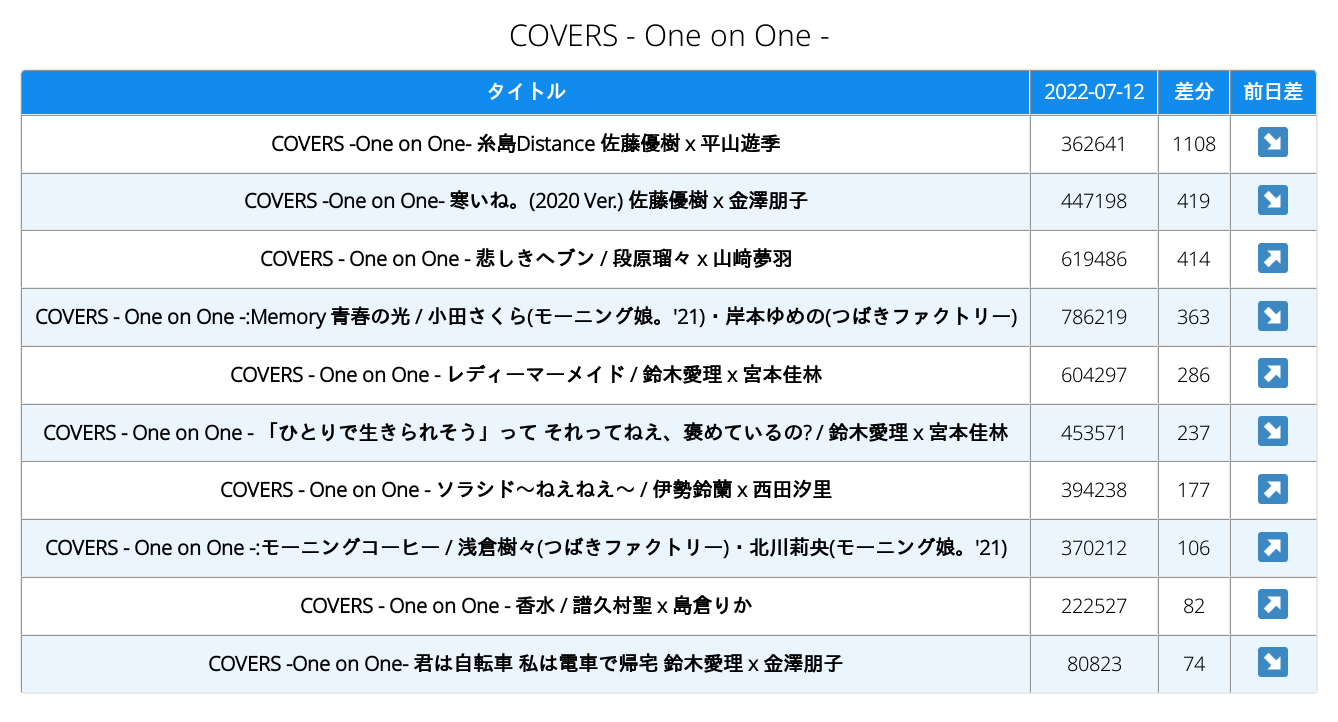 COVERS - One on One -
タイトル 2022-07-12 差分 前日差
COVERS -One on One- 糸島Distance 佐藤優樹 x 平山遊季 362641 1108 ↘
COVERS -One on One- 寒いね。(2020 Ver.) 佐藤優樹 x 金澤朋子 447198 419 ↘
COVERS - One on One - 悲しきヘブン / 段原瑠々 x 山﨑夢羽 619486 414 ↗
COVERS - One on One -:Memory 青春の光 / 小田さくら(モーニング娘。'21)・岸本ゆめの(つばきファクトリー) 786219 363 ↘
COVERS - One on One - レディーマーメイド / 鈴木愛理 x 宮本佳林 604297 286 ↗
COVERS - One on One - 「ひとりで生きられそう」って それってねえ、褒めているの? / 鈴木愛理 x 宮本佳林 453571 237 ↘
COVERS - One on One - ソラシド～ねえねえ～ / 伊勢鈴蘭 x 西田汐里 394238 177 ↗
COVERS - One on One -:モーニングコーヒー / 浅倉樹々(つばきファクトリー)・北川莉央(モーニング娘。'21) 370212 106 ↗
COVERS - One on One - 香水 / 譜久村聖 x 島倉りか 222527 82 ↗
COVERS -One on One- 君は自転車 私は電車で帰宅 鈴木愛理 x 金澤朋子 80823 74 ↘